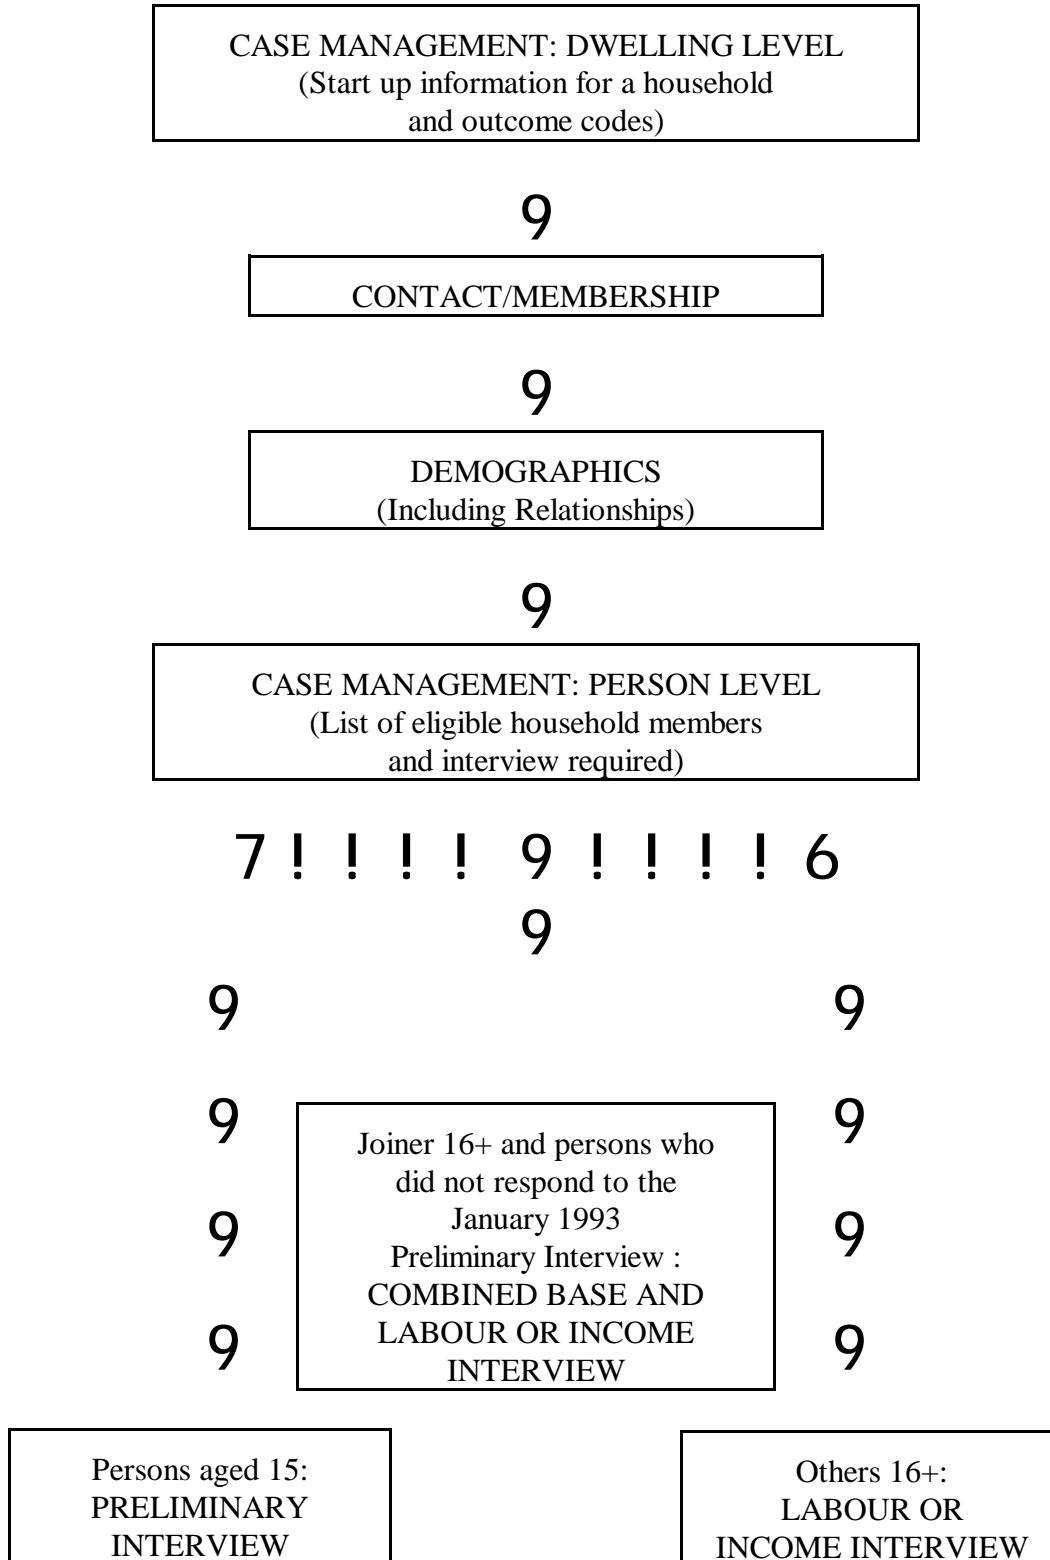 CASE MANAGEMENT: DWELLING LEVEL
(Start up information for a household
and outcome codes)
9
CONTACT/MEMBERSHIP
9
DEMOGRAPHICS
(Including Relationships)
9
CASE MANAGEMENT: PERSON LEVEL
(List of eligible household members
and interview required)
7 ! ! ! ! 9 ! ! ! ! 6
9
9 9
9 9
9 9
9 9
Joiner 16+ and persons who
did not respond to the
January 1993
Preliminary Interview :
COMBINED BASE AND
LABOUR OR INCOME
INTERVIEW
Persons aged 15:
PRELIMINARY
INTERVIEW
Others 16+:
LABOUR OR
INCOME INTERVIEW